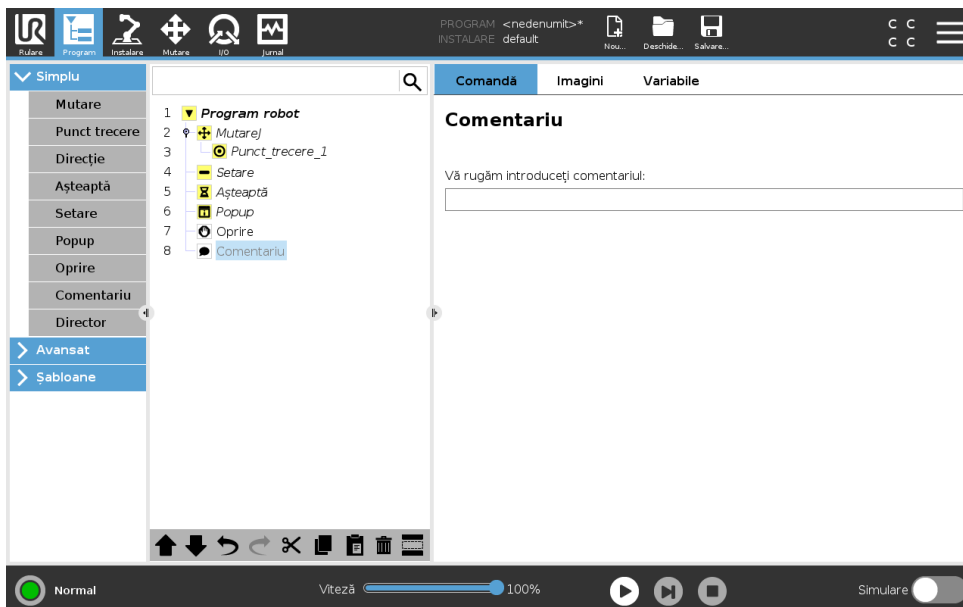 UR
Rulare
Program
Instalare
Mutare
I/O
Jurnal
PROGRAM <nedenumit>*
INSTALARE default
Nou...
Deschide...
Salvare...
C C
C C
Simplu
Mutare
Punct trecere
Direcție
Așteaptă
Setare
Popup
Oprire
Comentariu
Director
Avansat
Șabloane
1 Program robot
2 MutareJ
3 Punct_trecere_1
4 Setare
5 Așteaptă
6 Popup
7 Oprire
8 Comentariu
Comandă Imagini Variabile
Comentariu
Vă rugăm introduceți comentariul:
Normal
Viteză 100%
Simulare